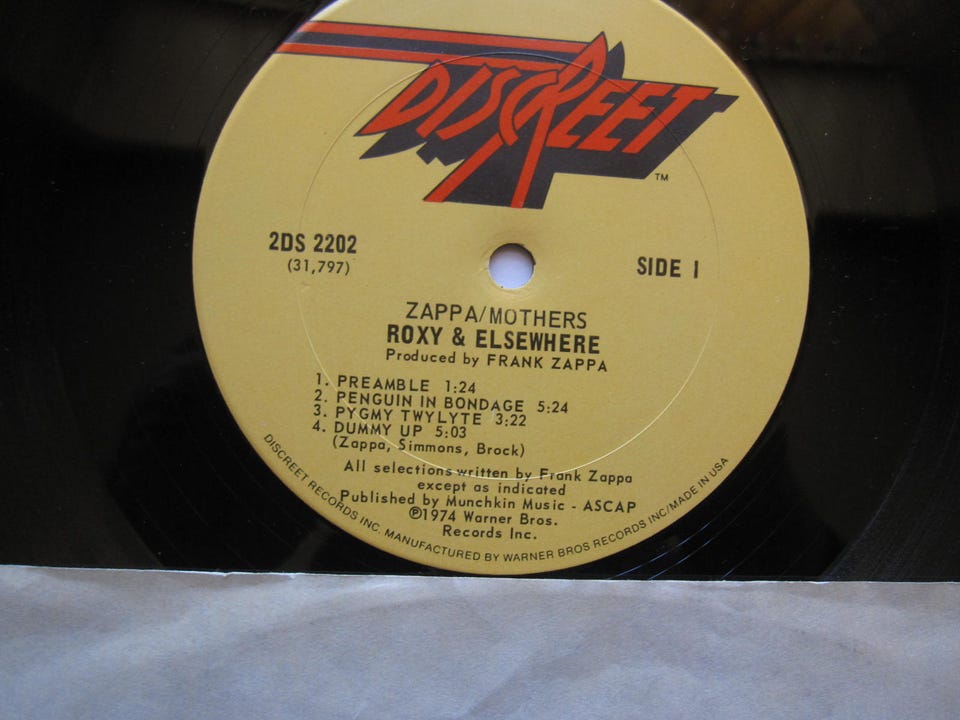 DISCREET
TM
2DS 2202
(31,797)
SIDE 1
ZAPPA/MOTHERS
ROXY & ELSEWHERE
Produced by FRANK ZAPPA
1. PREAMBLE 1:24
2. PENGUIN IN BONDAGE 5:24
3. PYGMY TWYLYTE 3:22
4. DUMMY UP 5:03
(Zappa, Simmons, Brock)
All selections written by Frank Zappa
except as indicated
Published by Munchkin Music - ASCAP
℗1974 Warner Bros.
Records Inc.
DISCREET RECORDS INC. MANUFACTURED BY WARNER BROS RECORDS INC/MADE IN USA